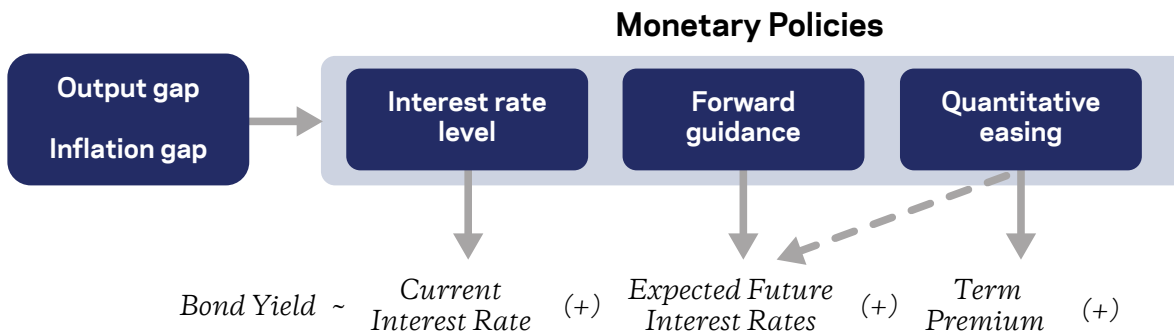 Monetary Policies
Output gap
Inflation gap
Interest rate
level
Forward
guidance
Quantitative
easing
Bond Yield ~
Current
Interest Rate
(+)
Expected Future
Interest Rates
(+)
Term
Premium
(+)